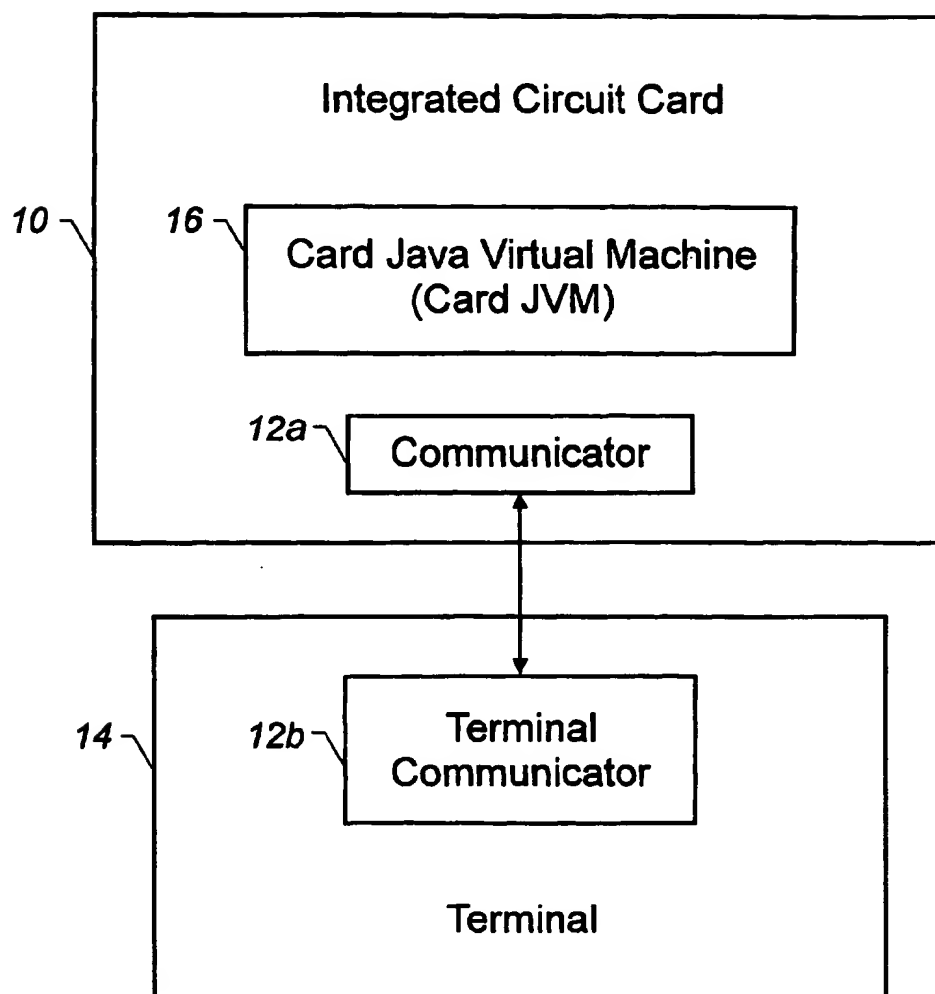 Integrated Circuit Card
10
16
Card Java Virtual Machine
(Card JVM)
12a
Communicator
14
12b
Terminal
Communicator
Terminal